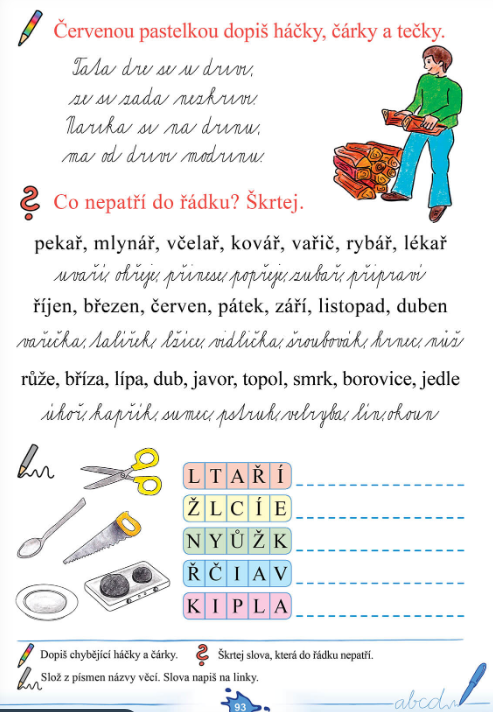 Červenou pastelkou dopiš háčky, čárky a tečky.
Tata dre se u drivi,
ze si zada nezkrivi.
Narika si na drinu,
ma od drivi modrinu.
Co nepatří do řádku? Škrtej.
pekař, mlynář, včelař, kovář, vařič, rybář, lékař
uvaří, ohřeje, přinese, popřeje, zubař, připraví
říjen, březen, červen, pátek, září, listopad, duben
vařečka, talířek, lžíce, vidlička, šroubovák, hrnec, nůž
růže, bříza, lípa, dub, javor, topol, smrk, borovice, jedle
úhoř, kapřík, sumec, pstruh, velryba, lín, okoun
L T A Ř Í
Ž L C Í E
N Y Ů Ž K
Ř Č I A V
K I P L A
Dopiš chybějící háčky a čárky.
Škrtej slova, která do řádku nepatří.
Slož z písmen názvy věcí. Slova napiš na linky.
93
abcd